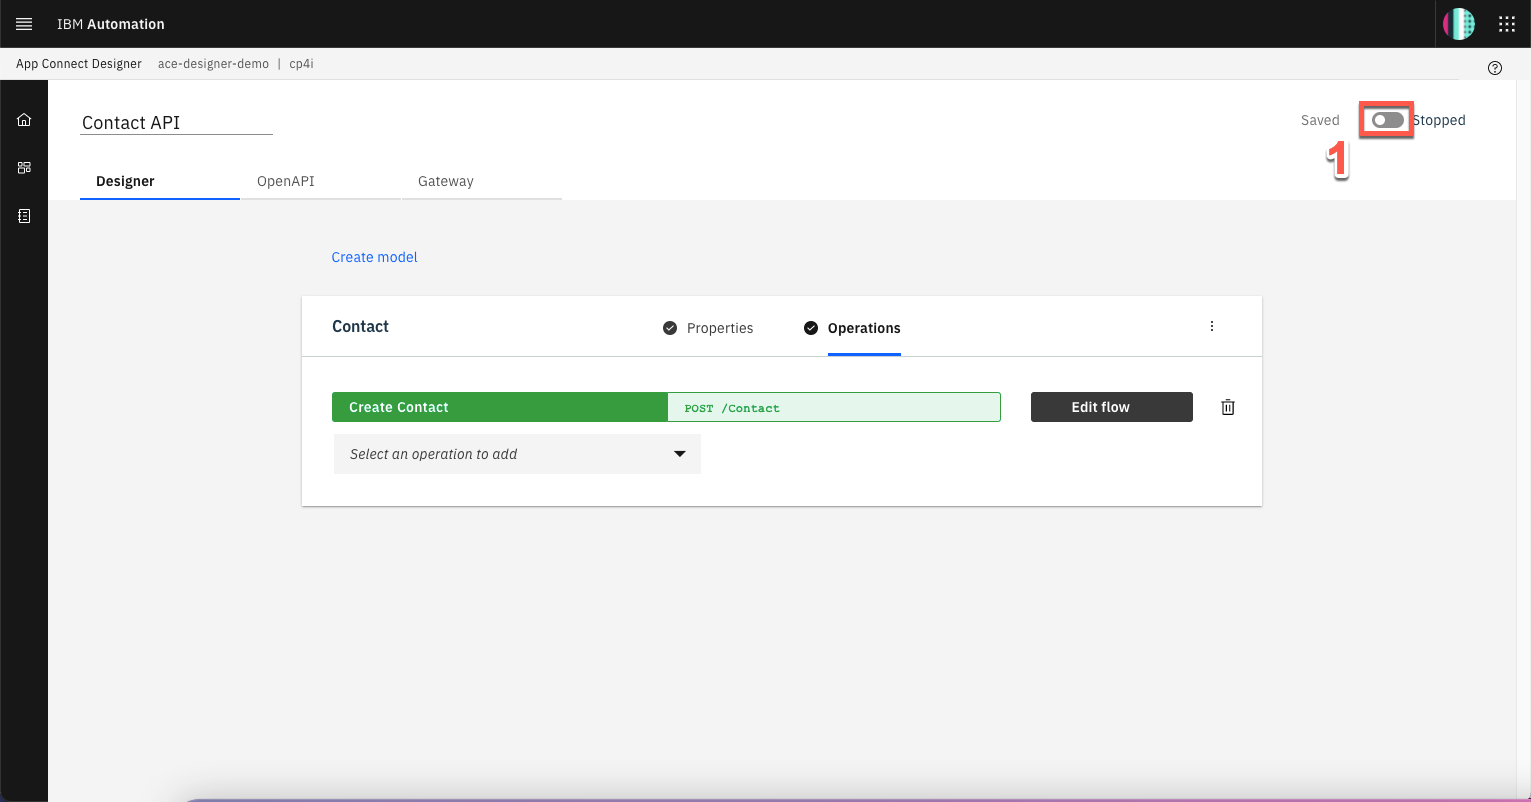 IBM Automation
App Connect Designer ace-designer-demo | cp4i
Contact API
Saved Stopped
1
Designer OpenAPI Gateway
Create model
Contact Properties Operations
Create Contact POST /Contact Edit flow
Select an operation to add